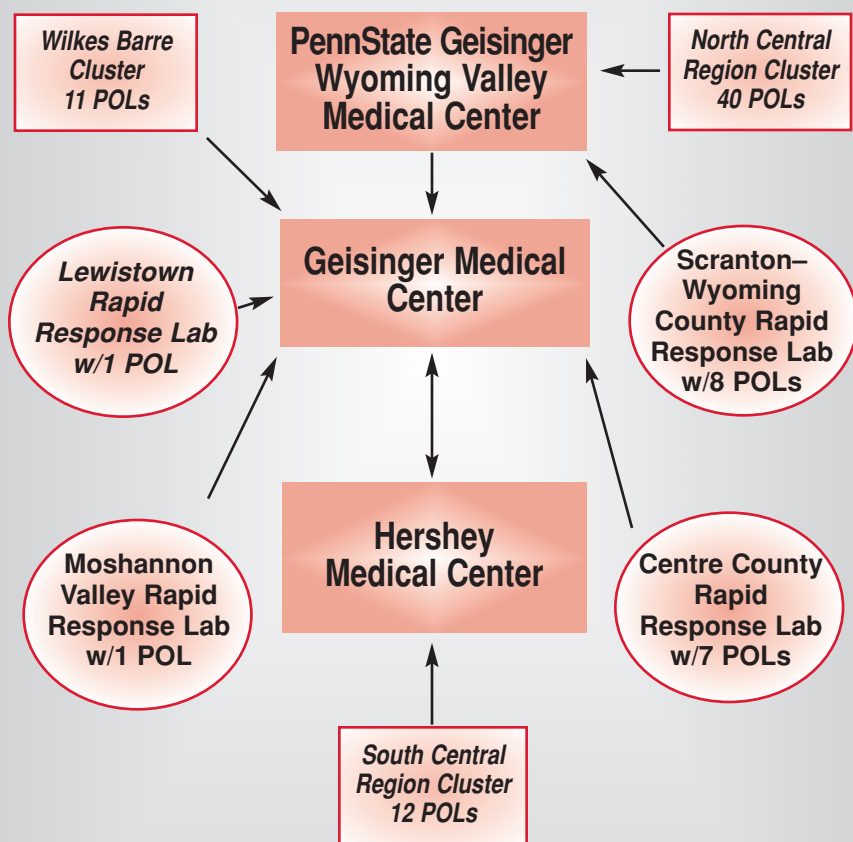 Wilkes Barre
Cluster
11 POLs
PennState Geisinger
Wyoming Valley
Medical Center
North Central
Region Cluster
40 POLs
Lewistown
Rapid
Response Lab
w/1 POL
Geisinger Medical
Center
Scranton–
Wyoming
County Rapid
Response Lab
w/8 POLs
Moshannon
Valley Rapid
Response Lab
w/1 POL
Hershey
Medical Center
Centre County
Rapid
Response Lab
w/7 POLs
South Central
Region Cluster
12 POLs